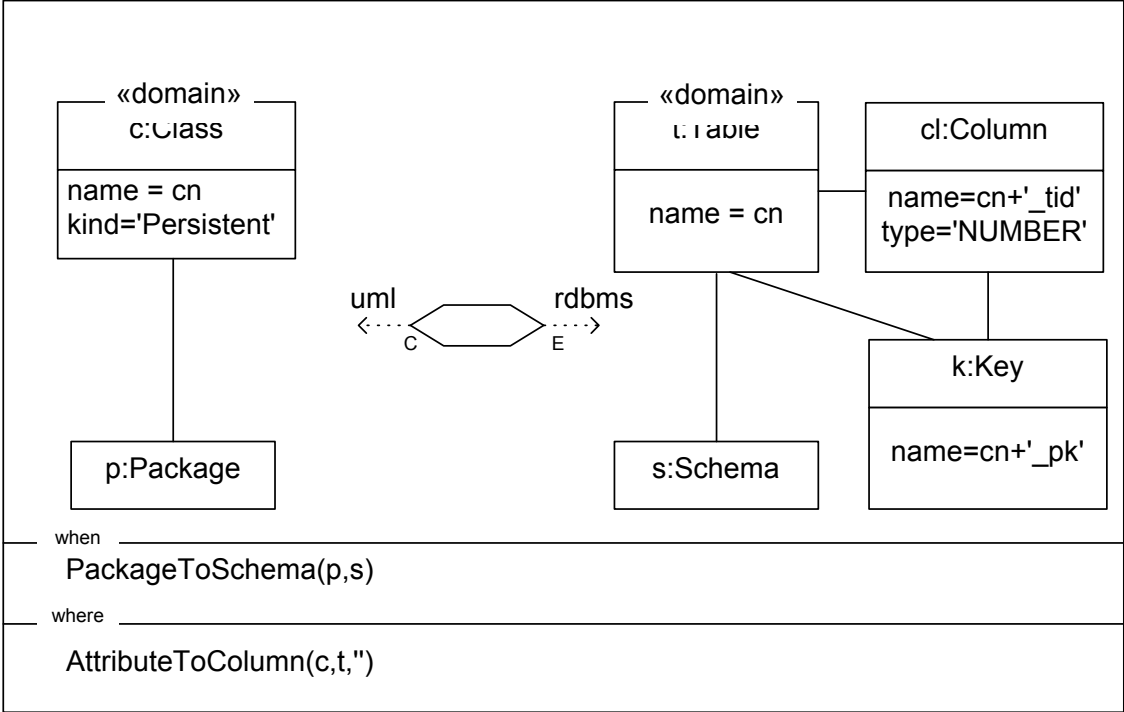 «domain»
c:Class
name = cn
kind='Persistent'
p:Package
uml
C
rdbms
E
«domain»
t:Table
name = cn
cl:Column
name=cn+'_tid'
type='NUMBER'
k:Key
name=cn+'_pk'
s:Schema
when
PackageToSchema(p,s)
where
AttributeToColumn(c,t,'')